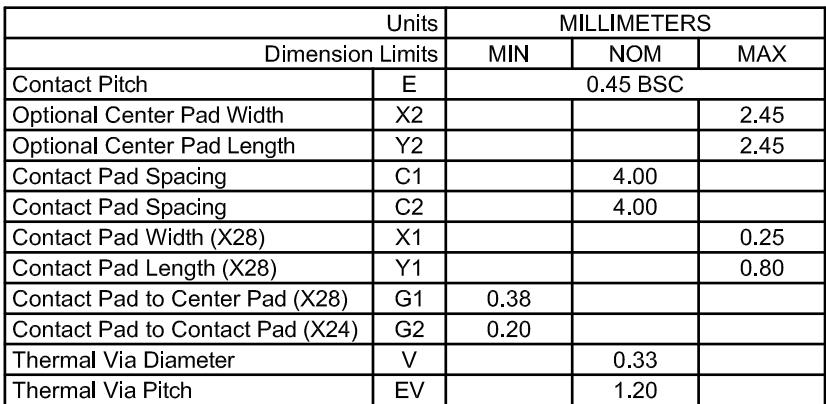 Units MILLIMETERS
Dimension Limits MIN NOM MAX
Contact Pitch E 0.45 BSC
Optional Center Pad Width X2 2.45
Optional Center Pad Length Y2 2.45
Contact Pad Spacing C1 4.00
Contact Pad Spacing C2 4.00
Contact Pad Width (X28) X1 0.25
Contact Pad Length (X28) Y1 0.80
Contact Pad to Center Pad (X28) G1 0.38
Contact Pad to Contact Pad (X24) G2 0.20
Thermal Via Diameter V 0.33
Thermal Via Pitch EV 1.20